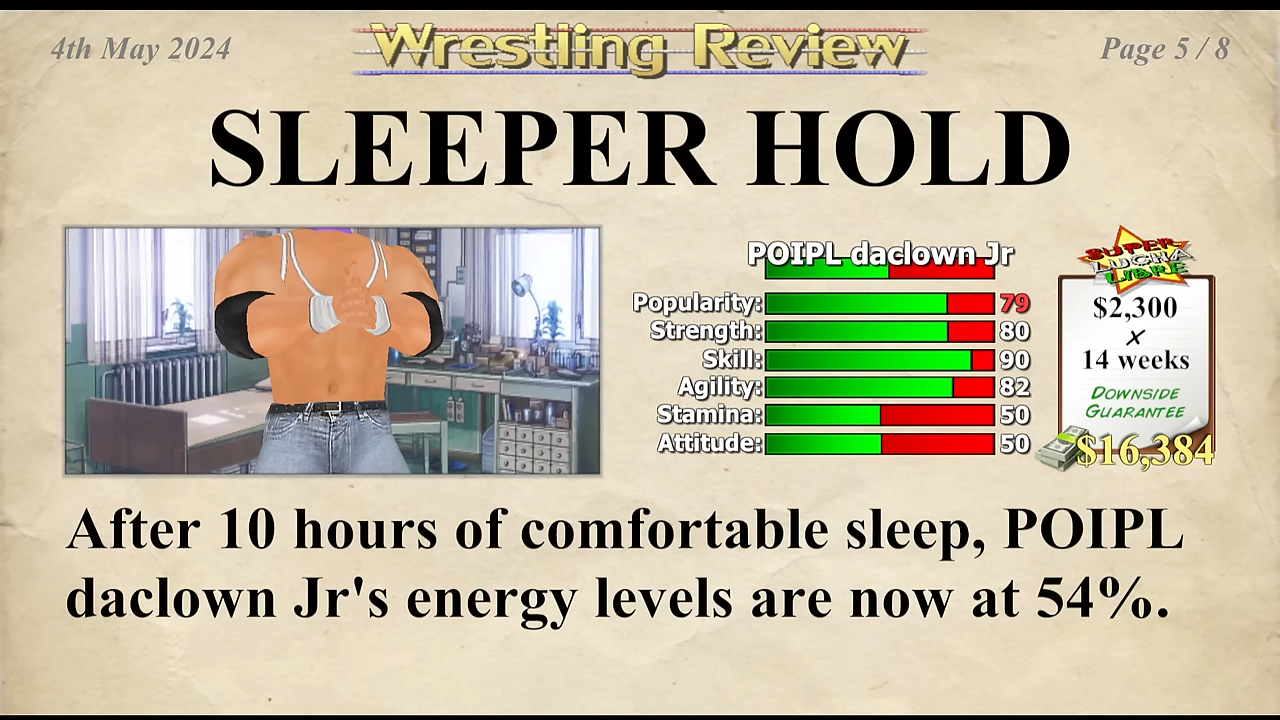 4th May 2024
Wrestling Review
Page 5 / 8
SLEEPER HOLD
POIPL daclown Jr
Popularity: 79
Strength: 80
Skill: 90
Agility: 82
Stamina: 50
Attitude: 50
SUPER
LUCHA
LIBRE
$2,300
x
14 weeks
DOWNSIDE
GUARANTEE
$16,384
After 10 hours of comfortable sleep, POIPL
daclown Jr's energy levels are now at 54%.